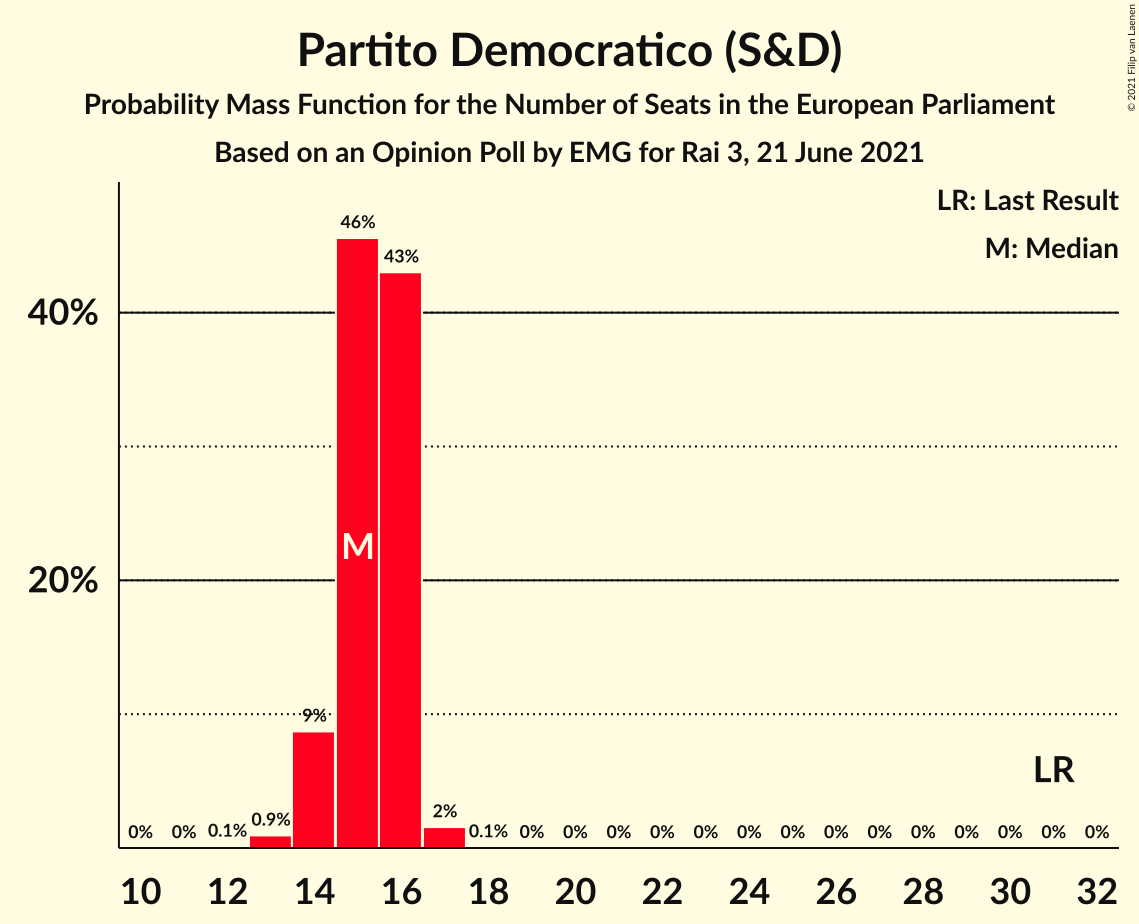 Partito Democratico (S&D)
Probability Mass Function for the Number of Seats in the European Parliament
Based on an Opinion Poll by EMG for Rai 3, 21 June 2021
© 2021 Filip van Laenen
LR: Last Result
M: Median
46%
43%
40%
M
20%
9%
LR
0% 0% 0.1% 0.9% 2% 0.1% 0% 0% 0% 0% 0% 0% 0% 0% 0% 0% 0% 0% 0% 0%
10 12 14 16 18 20 22 24 26 28 30 32